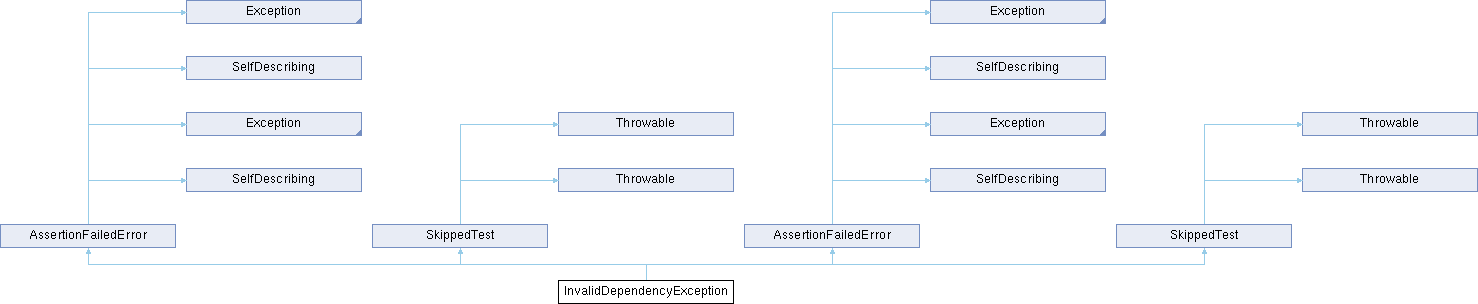 Exception
Exception
SelfDescribing
SelfDescribing
Exception
Throwable
Exception
Throwable
SelfDescribing
Throwable
SelfDescribing
Throwable
AssertionFailedError
SkippedTest
AssertionFailedError
SkippedTest
InvalidDependencyException